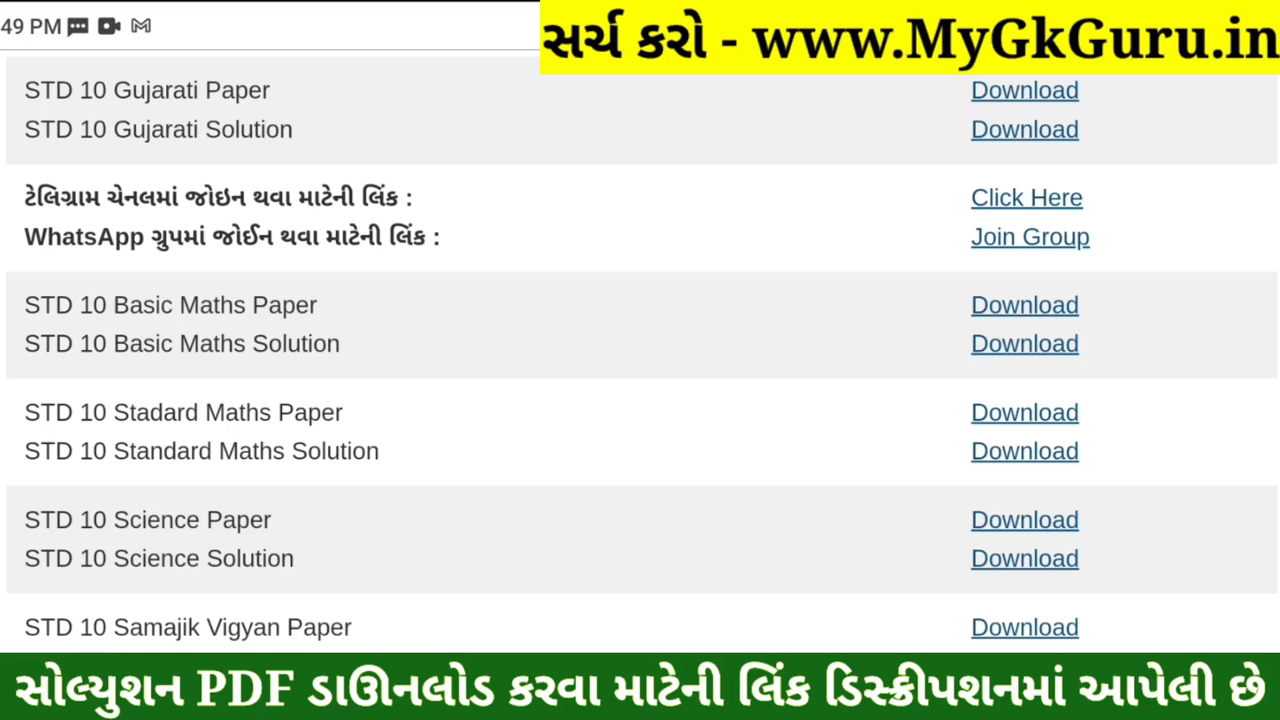 49 PM
સર્ચ કરો - www.MyGkGuru.in
STD 10 Gujarati Paper Download
STD 10 Gujarati Solution Download
ટેલિગ્રામ ચેનલમાં જોઇન થવા માટેની લિંક : Click Here
WhatsApp ગ્રુપમાં જોઈન થવા માટેની લિંક : Join Group
STD 10 Basic Maths Paper Download
STD 10 Basic Maths Solution Download
STD 10 Stadard Maths Paper Download
STD 10 Standard Maths Solution Download
STD 10 Science Paper Download
STD 10 Science Solution Download
STD 10 Samajik Vigyan Paper Download
સોલ્યુશન PDF ડાઊનલોડ કરવા માટેની લિંક ડિસ્ક્રીપશનમાં આપેલી છે